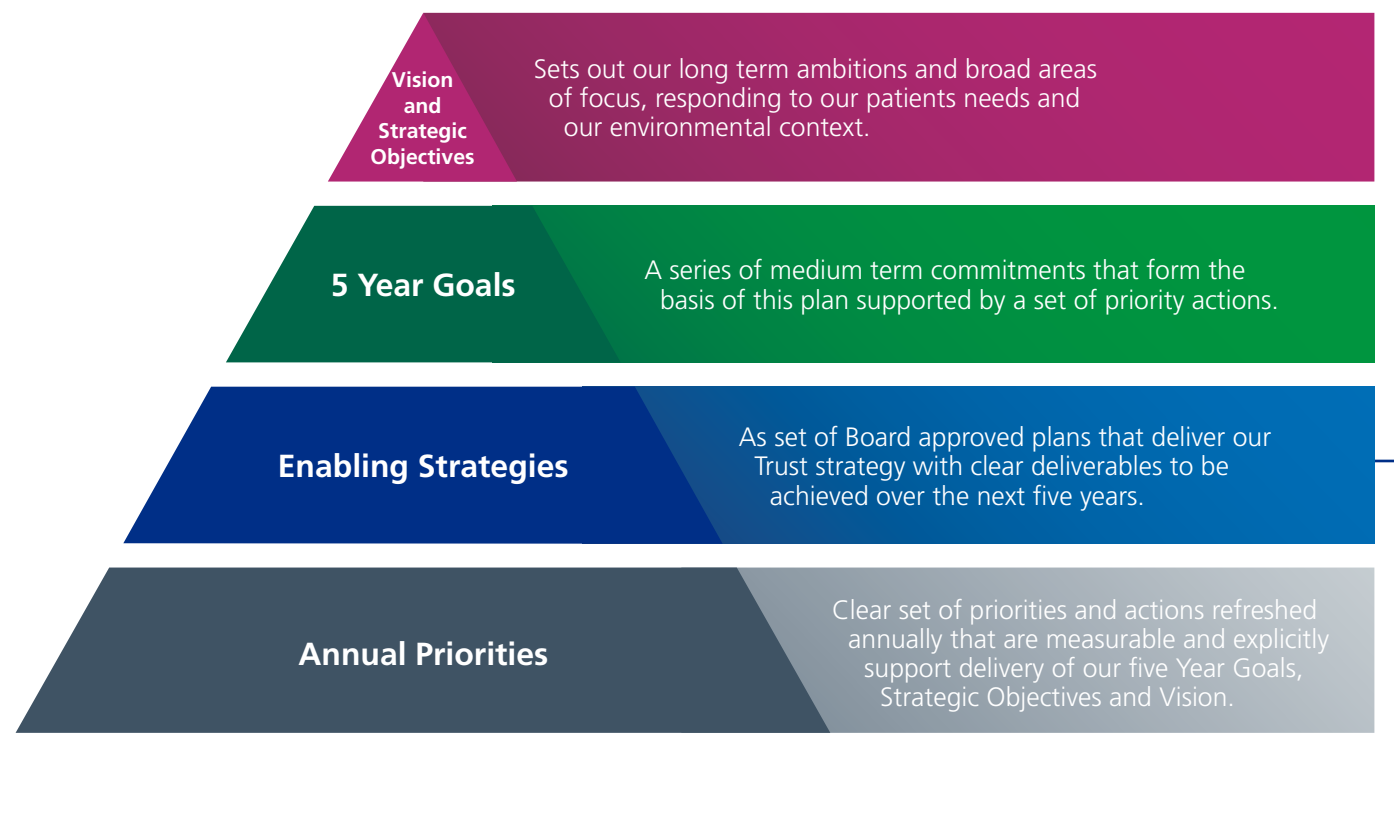 Vision
and
Strategic
Objectives
Sets out our long term ambitions and broad areas
of focus, responding to our patients needs and
our environmental context.
5 Year Goals
A series of medium term commitments that form the
basis of this plan supported by a set of priority actions.
Enabling Strategies
As set of Board approved plans that deliver our
Trust strategy with clear deliverables to be
achieved over the next five years.
Annual Priorities
Clear set of priorities and actions refreshed
annually that are measurable and explicitly
support delivery of our five Year Goals,
Strategic Objectives and Vision.